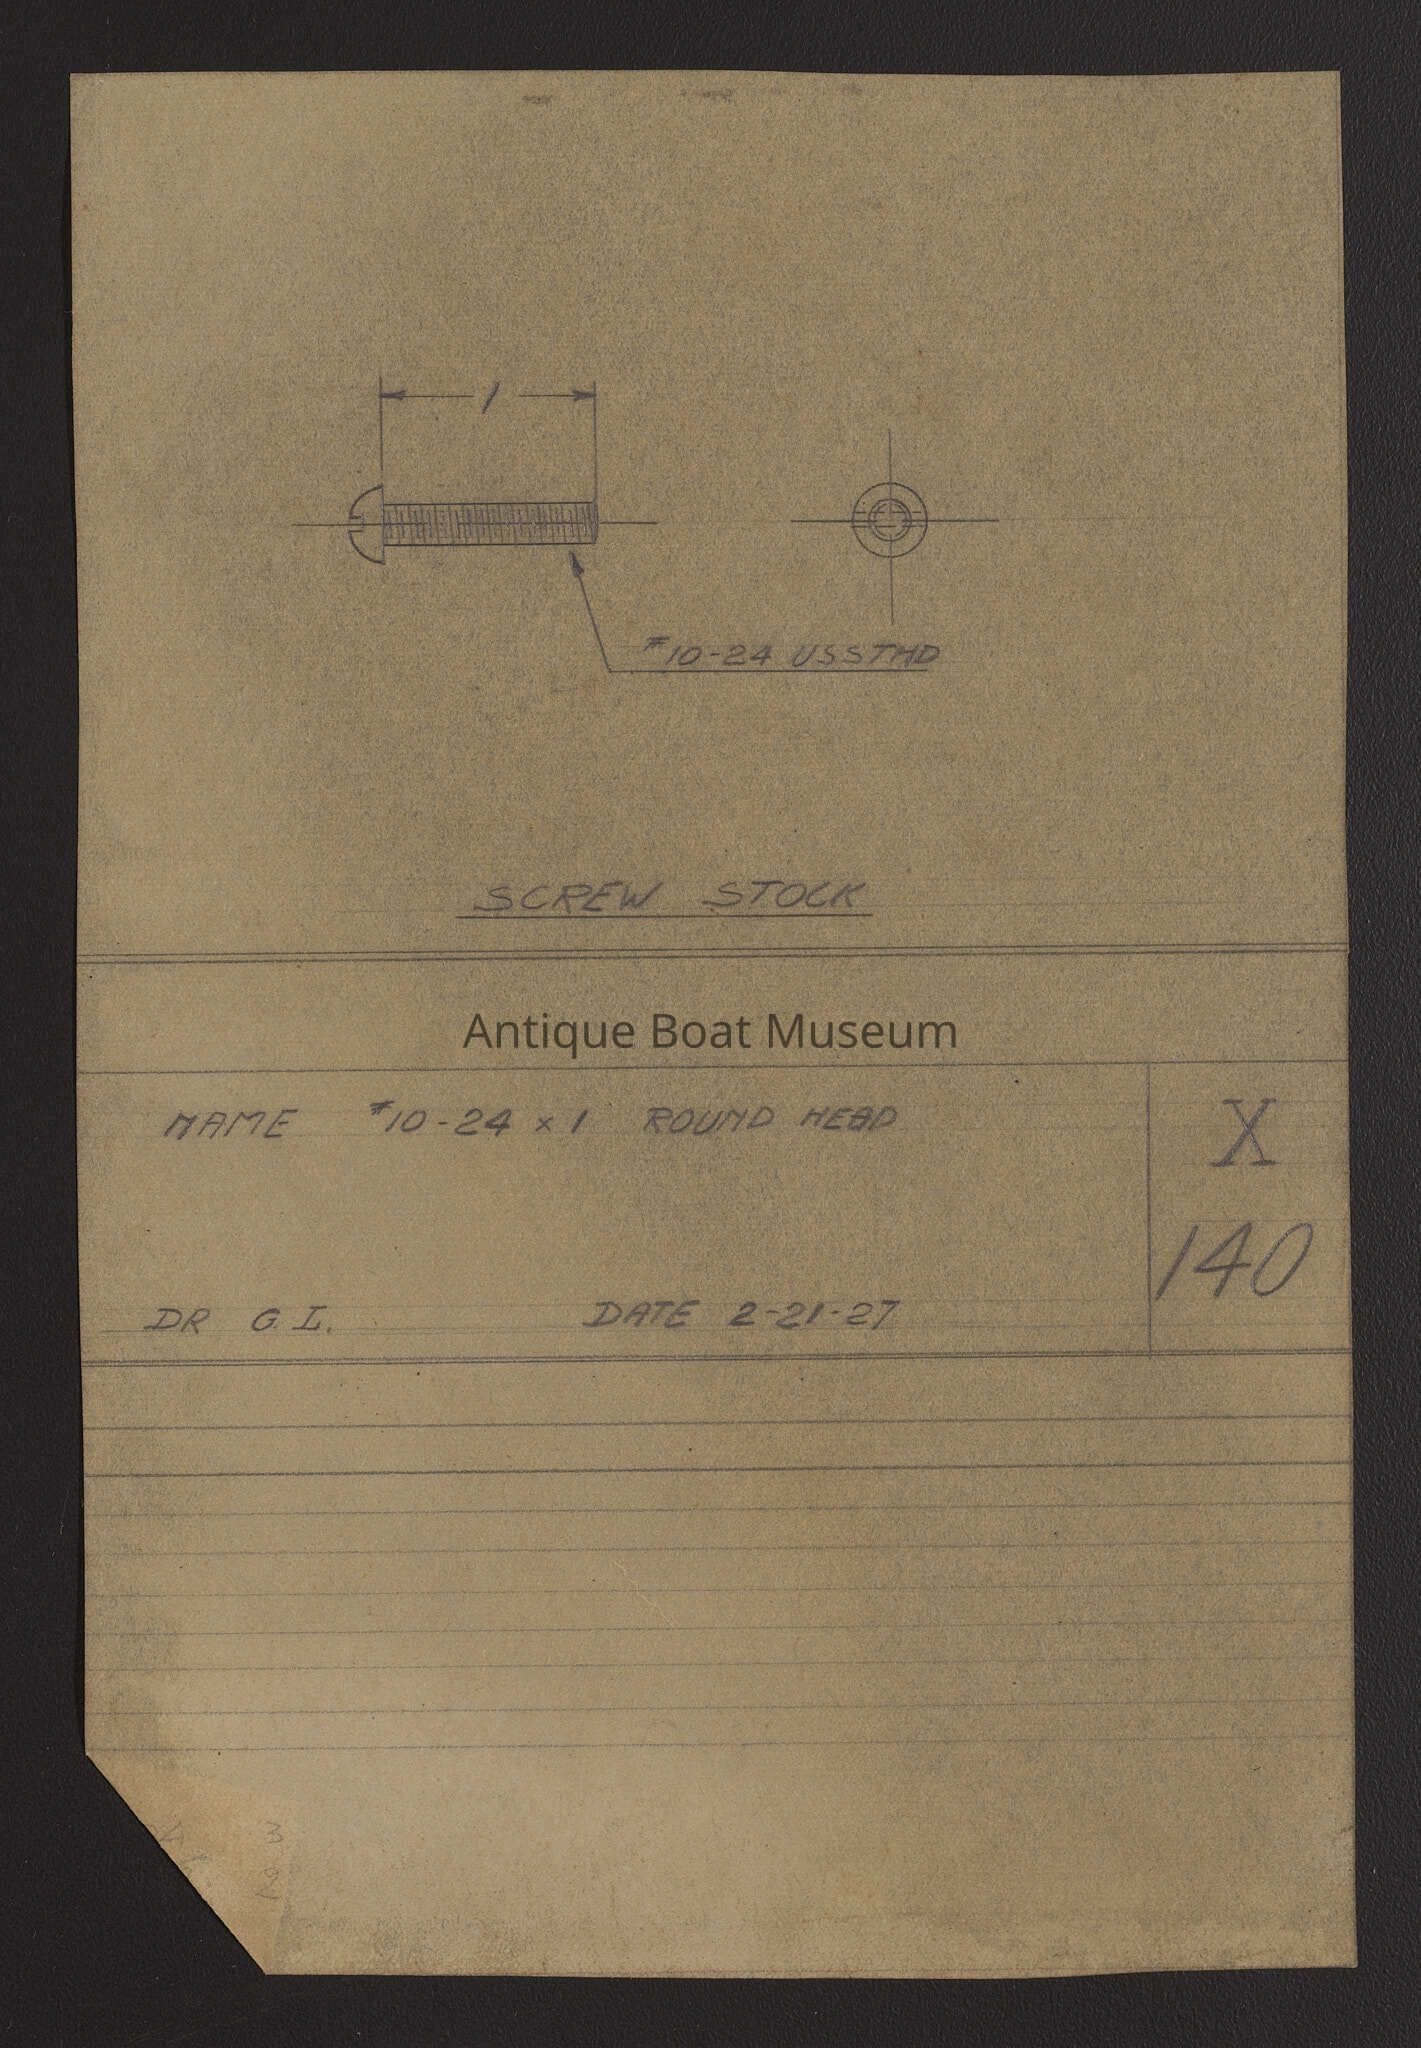 1
#10-24 USSTHD
SCREW STOCK
Antique Boat Museum
NAME #10-24 x 1 ROUND HEAD
X
140
DR G.L. DATE 2-21-27
3